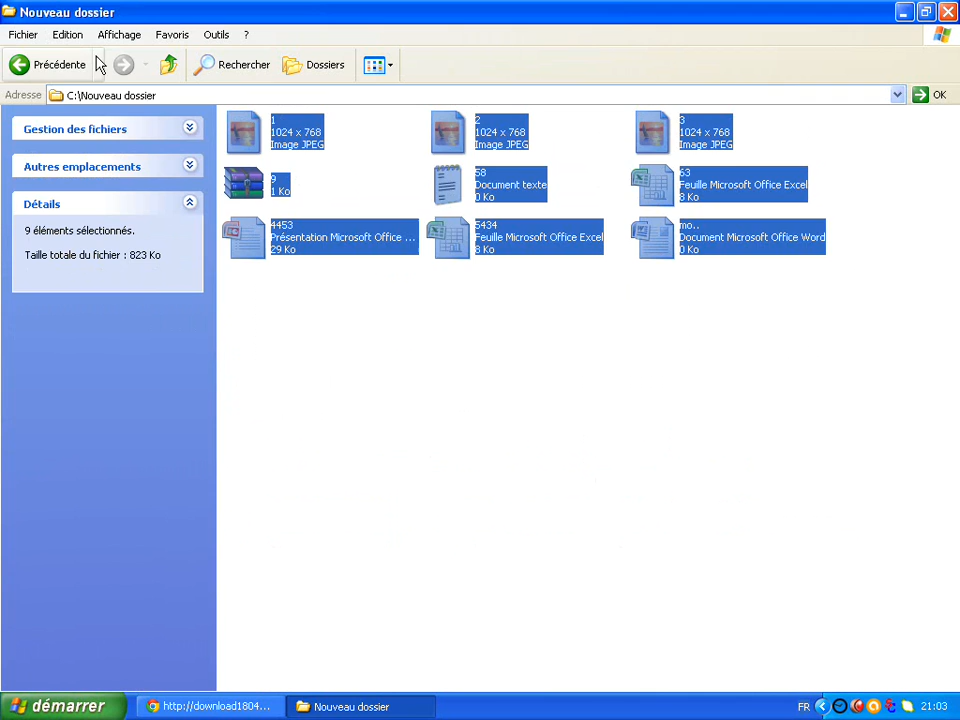 Nouveau dossier
Fichier Edition Affichage Favoris Outils ?
Précédente Rechercher Dossiers
Adresse C:\Nouveau dossier OK
Gestion des fichiers
Autres emplacements
Détails
9 éléments sélectionnés.
Taille totale du fichier : 823 Ko
1
1024 x 768
Image JPEG
2
1024 x 768
Image JPEG
3
1024 x 768
Image JPEG
9
1 Ko
58
Document texte
0 Ko
63
Feuille Microsoft Office Excel
8 Ko
4453
Présentation Microsoft Office ...
29 Ko
5434
Feuille Microsoft Office Excel
8 Ko
mo..
Document Microsoft Office Word
0 Ko
démarrer http://download1804... Nouveau dossier FR 21:03